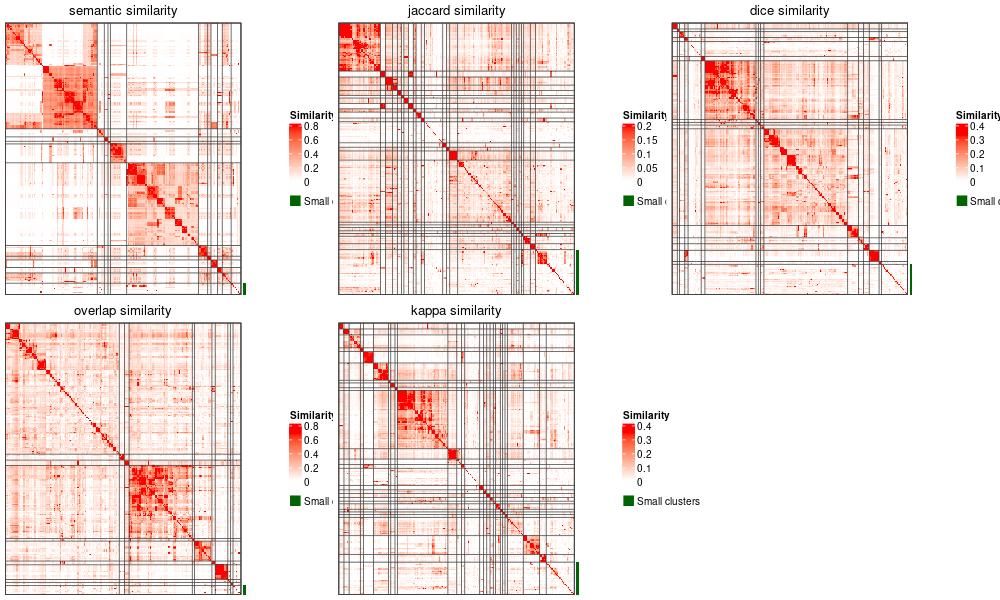 semantic similarity
Similarity
0.8
0.6
0.4
0.2
0
Small
jaccard similarity
Similarity
0.2
0.15
0.1
0.05
0
Small
dice similarity
Similarity
0.4
0.3
0.2
0.1
0
Small
overlap similarity
Similarity
0.8
0.6
0.4
0.2
0
Small
kappa similarity
Similarity
0.4
0.3
0.2
0.1
0
Small clusters